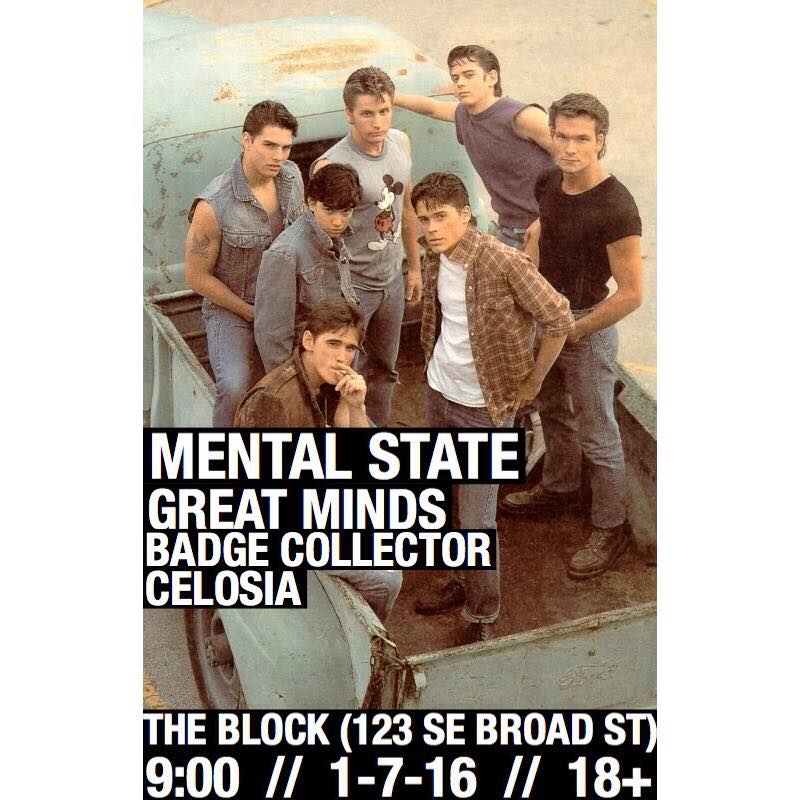 MENTAL STATE
GREAT MINDS
BADGE COLLECTOR
CELOSIA
THE BLOCK (123 SE BROAD ST)
9:00 // 1-7-16 // 18+